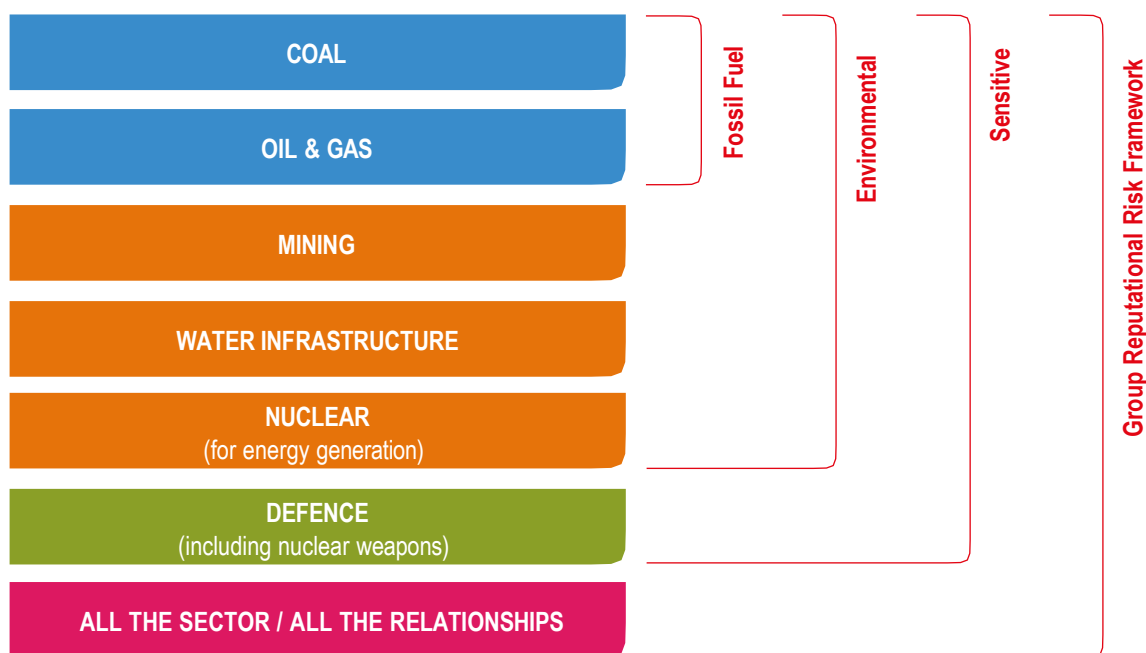 COAL
OIL & GAS
MINING
WATER INFRASTRUCTURE
NUCLEAR
(for energy generation)
DEFENCE
(including nuclear weapons)
ALL THE SECTOR / ALL THE RELATIONSHIPS
Fossil Fuel
Environmental
Sensitive
Group Reputational Risk Framework